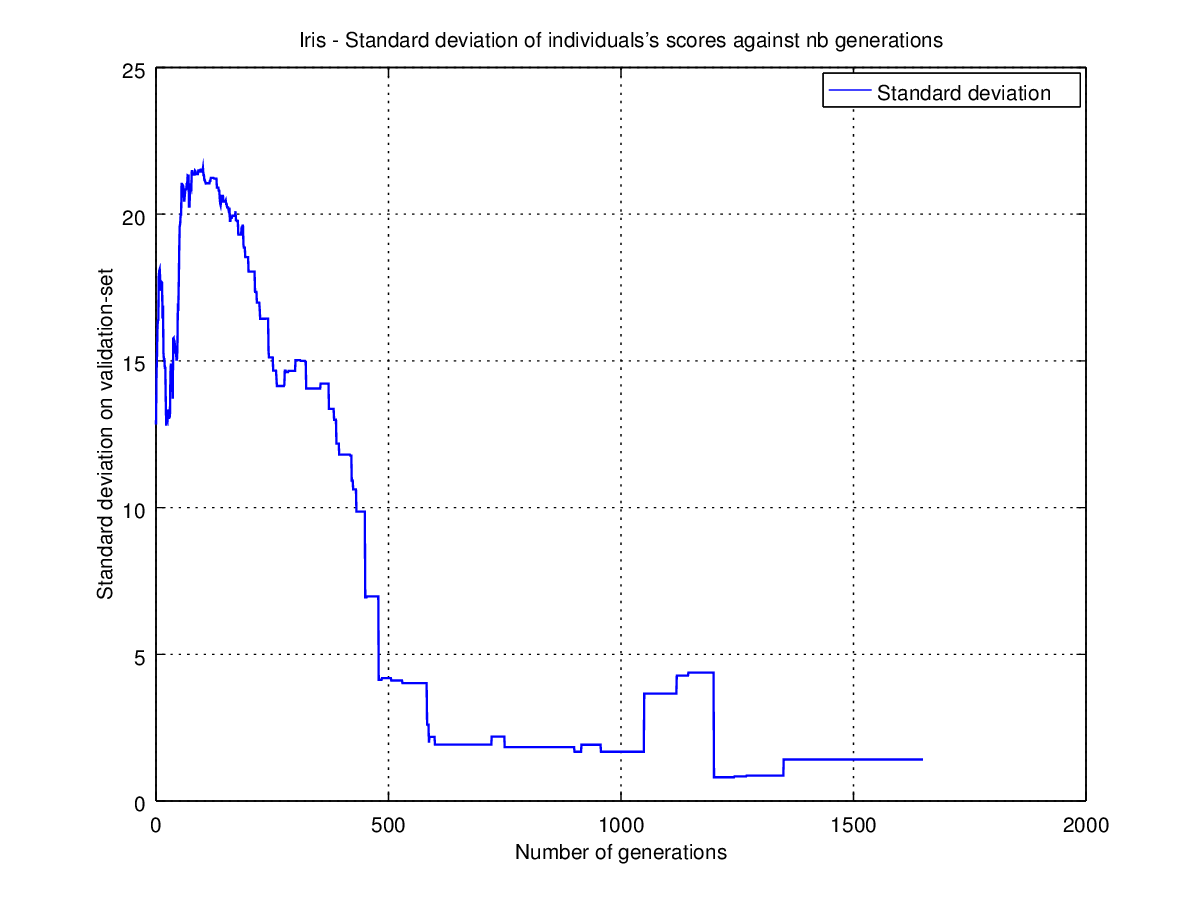 Iris - Standard deviation of individuals's scores against nb generations
25
Standard deviation
20
15
10
5
0
Standard deviation on validation-set
0 500 1000 1500 2000
Number of generations